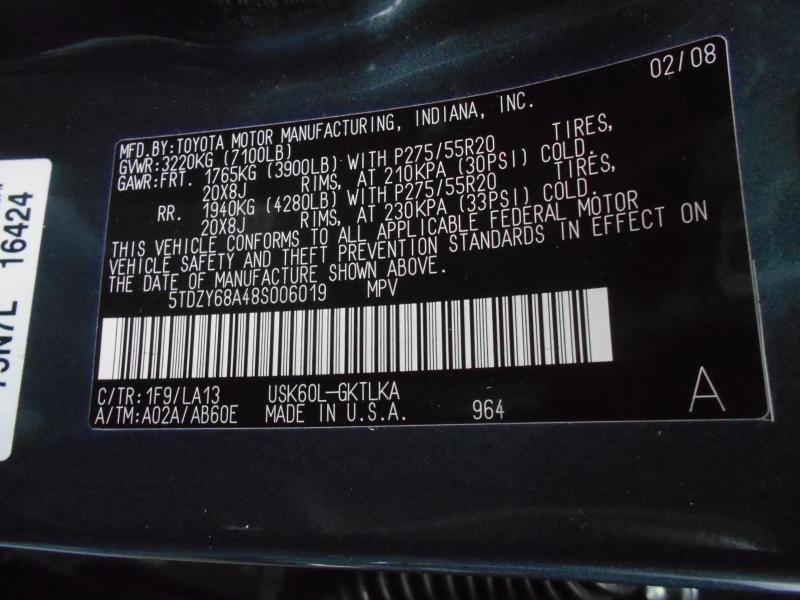 02/08
MFD.BY:TOYOTA MOTOR MANUFACTURING, INDIANA, INC.
GVWR:3220KG (7100LB)
GAWR:FRT. 1765KG (3900LB) WITH P275/55R20 TIRES,
20X8J RIMS, AT 210KPA (30PSI) COLD.
RR. 1940KG (4280LB) WITH P275/55R20 TIRES,
20X8J RIMS, AT 230KPA (33PSI) COLD.
THIS VEHICLE CONFORMS TO ALL APPLICABLE FEDERAL MOTOR
VEHICLE SAFETY AND THEFT PREVENTION STANDARDS IN EFFECT ON
THE DATE OF MANUFACTURE SHOWN ABOVE.
5TDZY68A48S006019 MPV
C/TR: 1F9/LA13 USK60L-GKTLKA
A/TM: A02A/AB60E MADE IN U.S.A. 964 A
16424